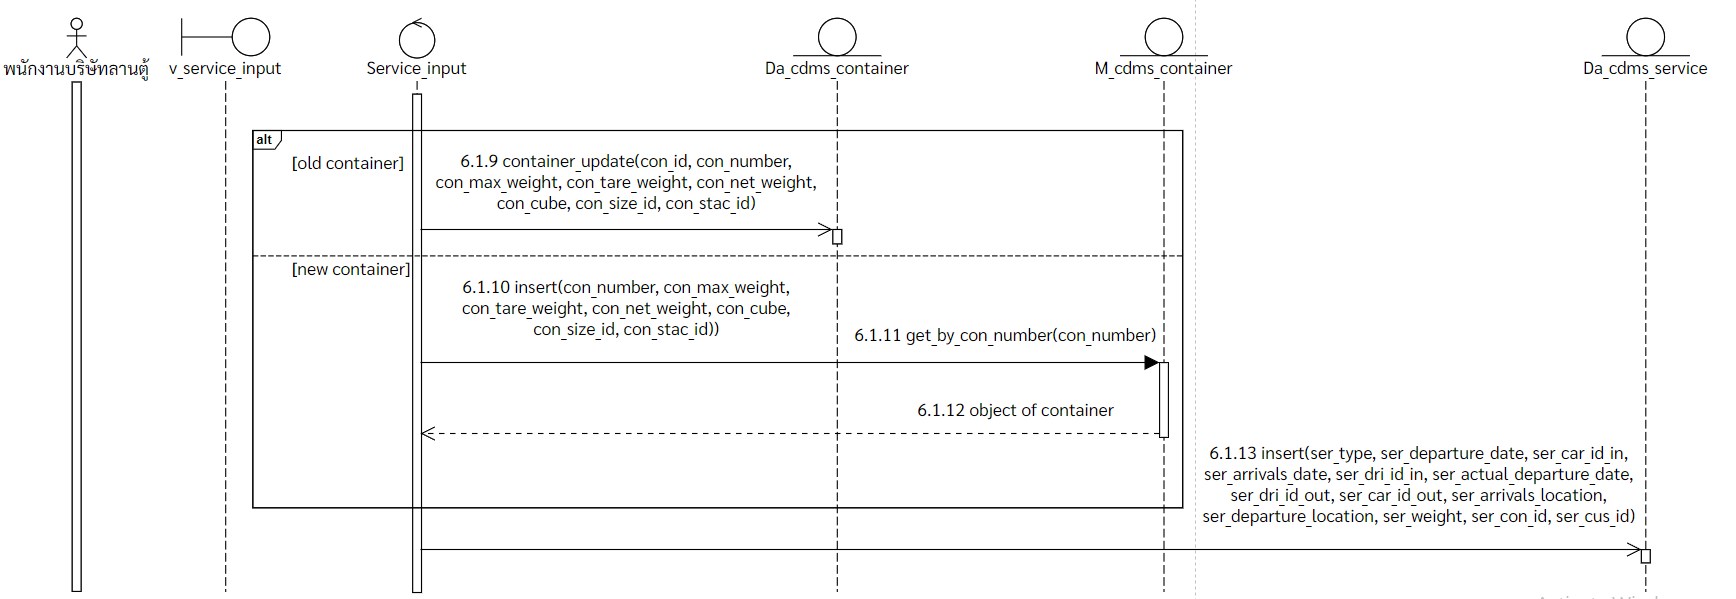 พนักงานบริษัทลานตู้
v_service_input
Service_input
Da_cdms_container
M_cdms_container
Da_cdms_service
alt
[old container]
6.1.9 container_update(con_id, con_number,
con_max_weight, con_tare_weight, con_net_weight,
con_cube, con_size_id, con_stac_id)
[new container]
6.1.10 insert(con_number, con_max_weight,
con_tare_weight, con_net_weight, con_cube,
con_size_id, con_stac_id))
6.1.11 get_by_con_number(con_number)
6.1.12 object of container
6.1.13 insert(ser_type, ser_departure_date, ser_car_id_in,
ser_arrivals_date, ser_dri_id_in, ser_actual_departure_date,
ser_dri_id_out, ser_car_id_out, ser_arrivals_location,
ser_departure_location, ser_weight, ser_con_id, ser_cus_id)